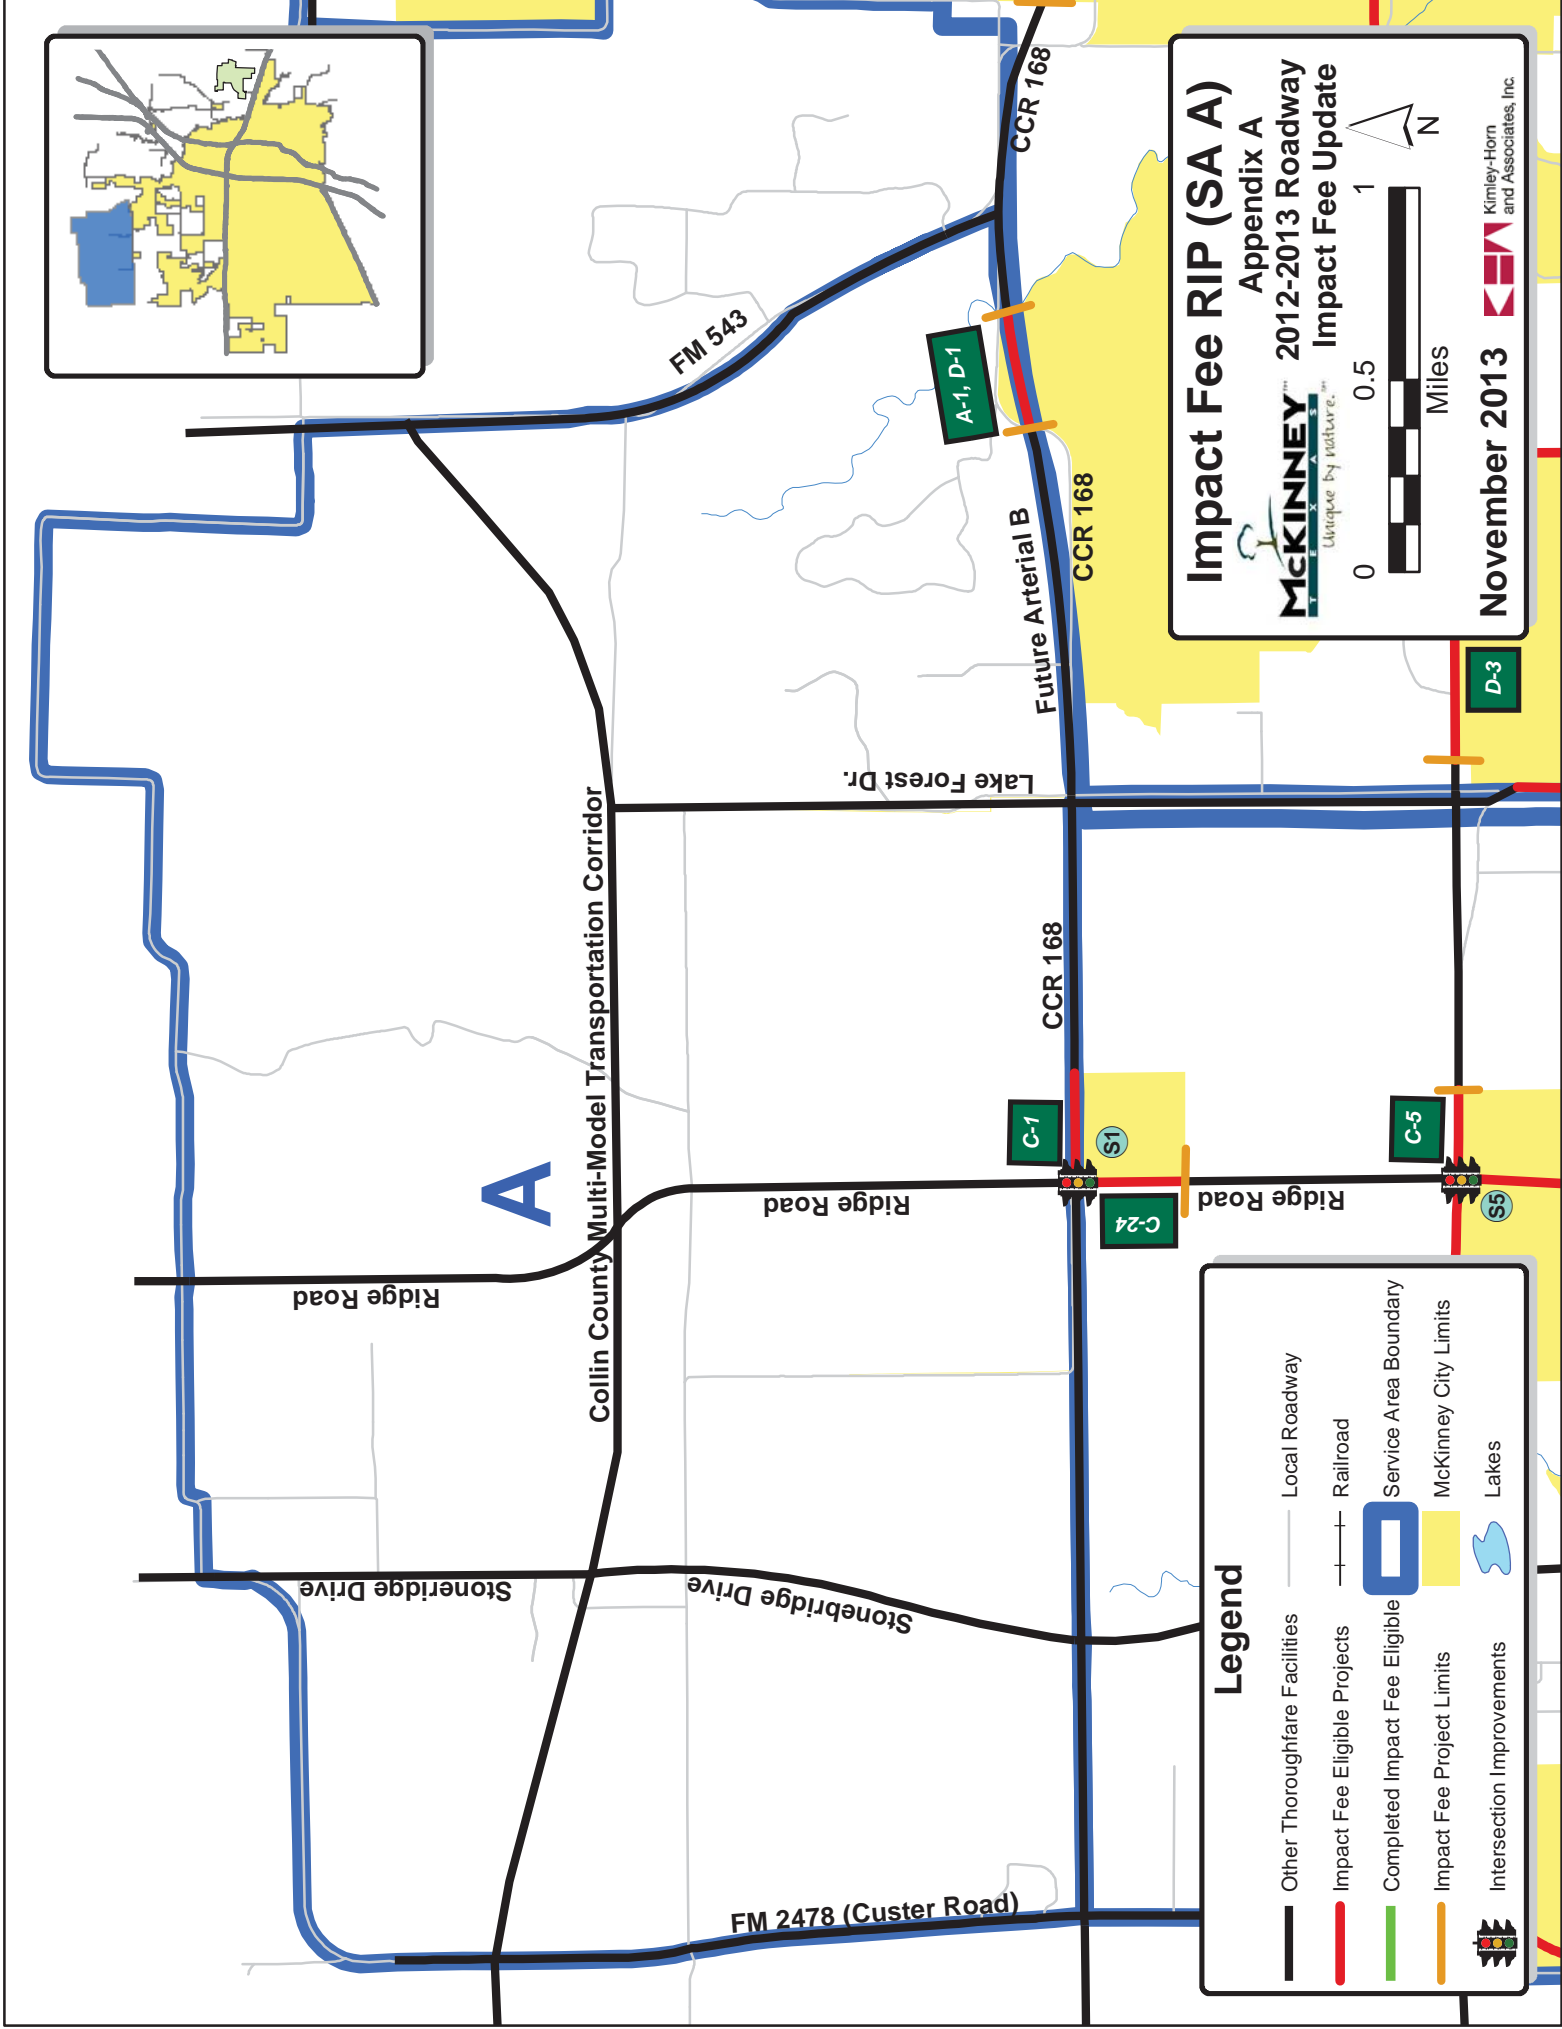 A
Ridge Road
Stoneridge Drive
Collin County Multi-Model Transportation Corridor
FM 543
Stonebridge Drive
Ridge Road
Lake Forest Dr.
FM 2478 (Custer Road)
A-1, D-1
CCR 168
Future Arterial B
CCR 168
CCR 168
C-1
S1
C-24
Ridge Road
C-5
S5
D-3
Legend
Other Thoroughfare Facilities
Impact Fee Eligible Projects
Completed Impact Fee Eligible
Impact Fee Project Limits
Intersection Improvements
Local Roadway
Railroad
Service Area Boundary
McKinney City Limits
Lakes
Impact Fee RIP (SA A)
Appendix A
2012-2013 Roadway
Impact Fee Update
McKINNEY™
TEXAS
Unique by nature.™
0 0.5 1
Miles
N
November 2013
KHA
Kimley-Horn
and Associates, Inc.